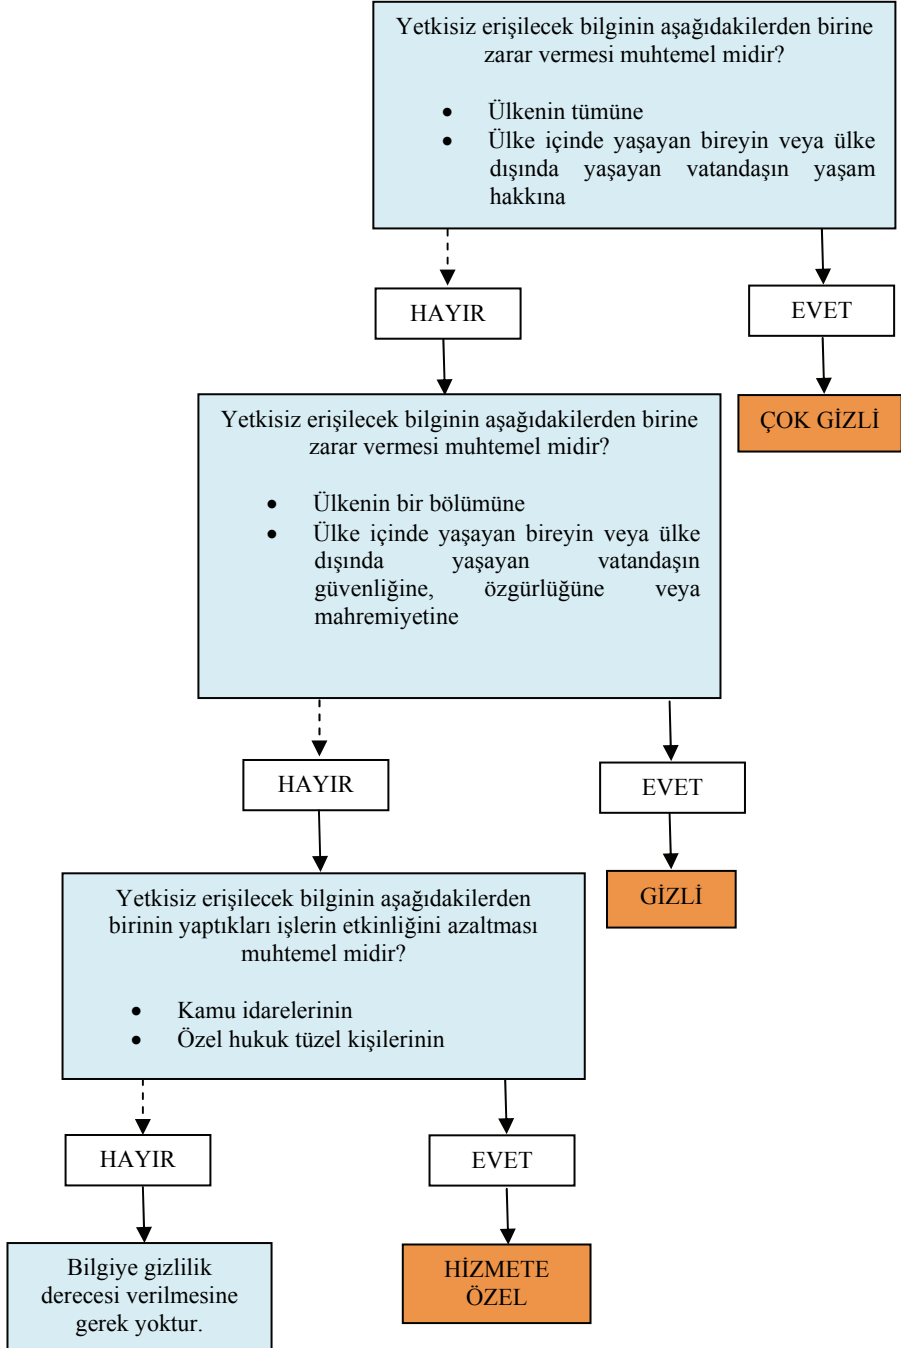 Yetkisiz erişilecek bilginin aşağıdakilerden birine
zarar vermesi muhtemel midir?
• Ülkenin tümüne
• Ülke içinde yaşayan bireyin veya ülke
dışında yaşayan vatandaşın yaşam
hakkına
HAYIR
EVET
ÇOK GİZLİ
Yetkisiz erişilecek bilginin aşağıdakilerden birine
zarar vermesi muhtemel midir?
• Ülkenin bir bölümüne
• Ülke içinde yaşayan bireyin veya ülke
dışında yaşayan vatandaşın
güvenliğine, özgürlüğüne veya
mahremiyetine
HAYIR
EVET
GİZLİ
Yetkisiz erişilecek bilginin aşağıdakilerden
birinin yaptıkları işlerin etkinliğini azaltması
muhtemel midir?
• Kamu idarelerinin
• Özel hukuk tüzel kişilerinin
HAYIR
EVET
Bilgiye gizlilik
derecesi verilmesine
gerek yoktur.
HİZMETE
ÖZEL